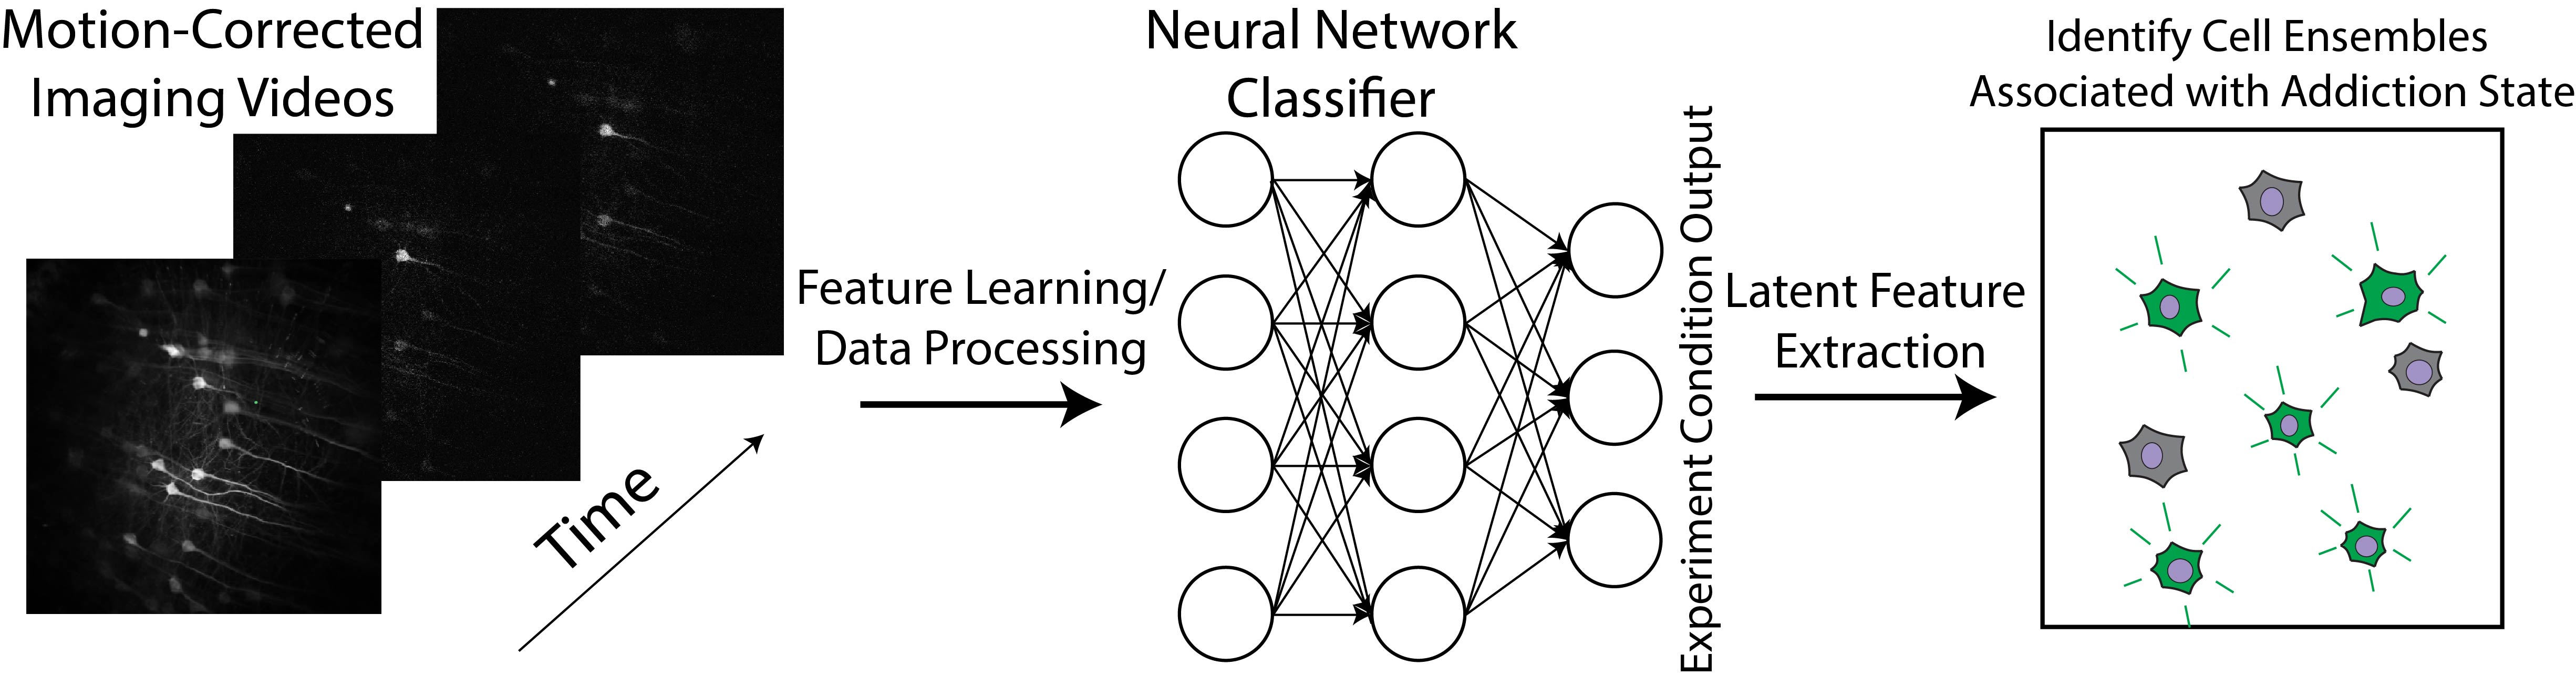 Motion-Corrected
Imaging Videos
Time
Feature Learning/
Data Processing
Neural Network
Classifier
Experiment Condition Output
Latent Feature
Extraction
Identify Cell Ensembles
Associated with Addiction State